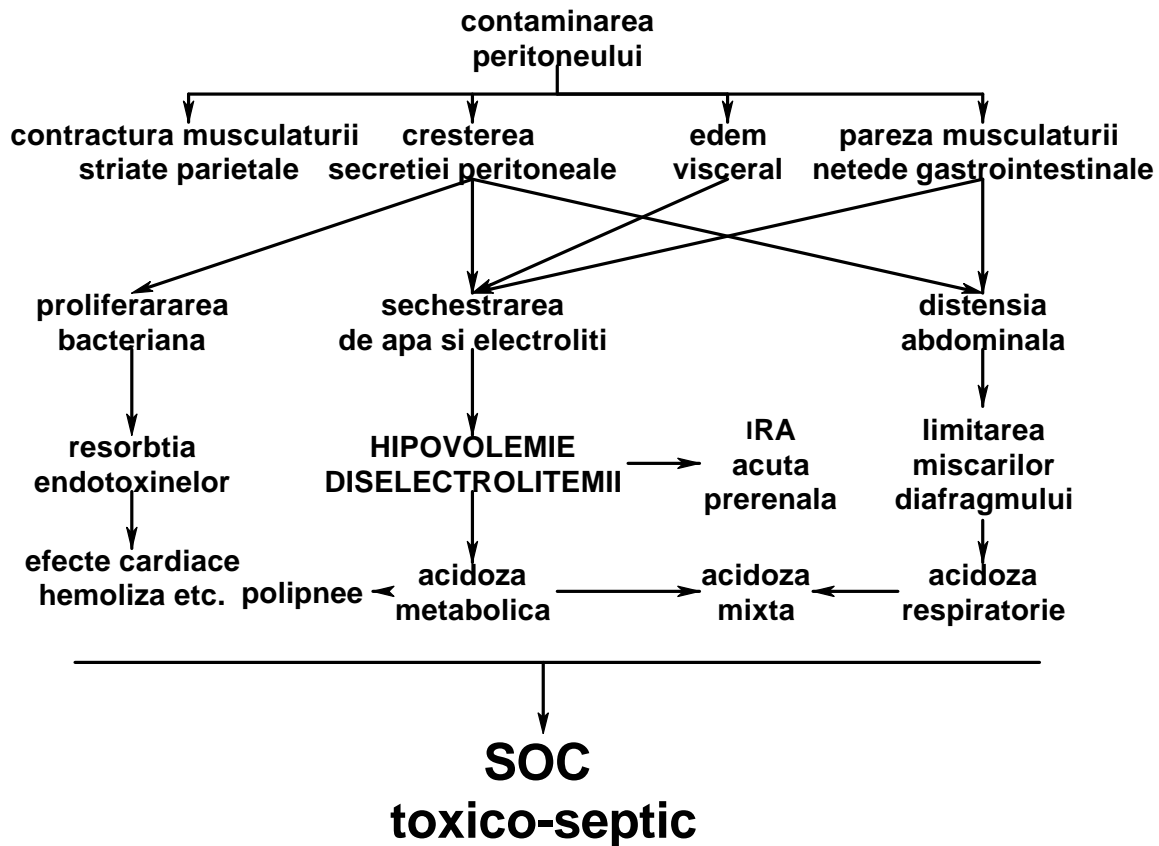 contaminarea
peritoneului
contractura musculaturii
striate parietale
cresterea
secretiei peritoneale
edem
visceral
pareza musculaturii
netede gastrointestinale
proliferararea
bacteriana
sechestrarea
de apa si electroliti
distensia
abdominala
resorbtia
endotoxinelor
HIPOVOLEMIE
DISELECTROLITEMII
IRA
acuta
prerenala
limitarea
miscarilor
diafragmului
efecte cardiace
hemoliza etc.
polipnee
acidoza
metabolica
acidoza
mixta
acidoza
respiratorie
SOC
toxico-septic